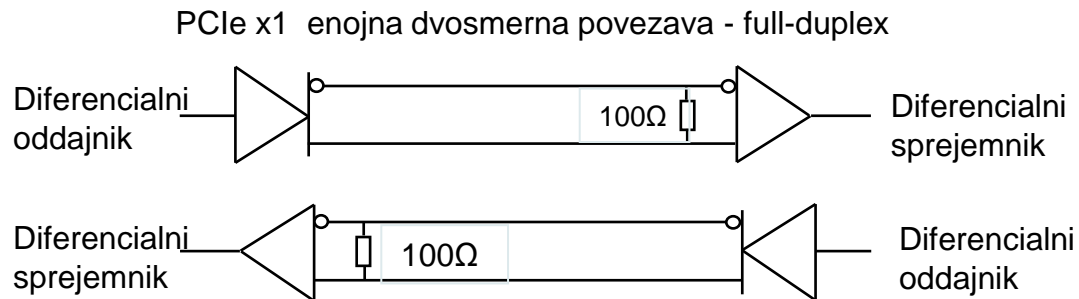 PCIe x1 enojna dvosmerna povezava - full-duplex
Diferencialni
oddajnik
100Ω
Diferencialni
sprejemnik
Diferencialni
sprejemnik
100Ω
Diferencialni
oddajnik